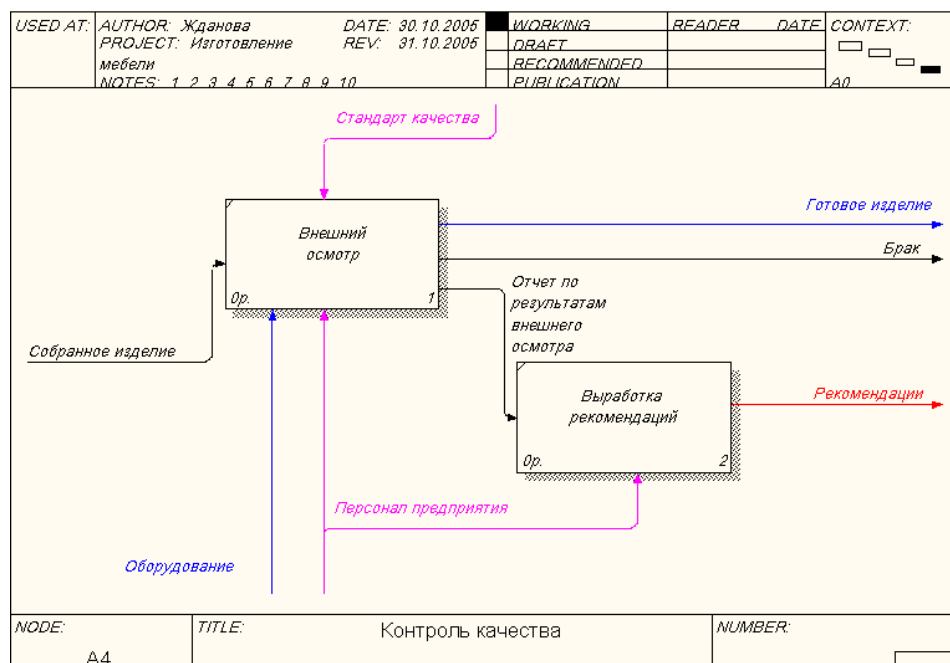 USED AT:
AUTHOR: Жданова
DATE: 30.10.2005
PROJECT: Изготовление
REV: 31.10.2005
мебели
NOTES: 1 2 3 4 5 6 7 8 9 10
WORKING
DRAFT
RECOMMENDED
PUBLICATION
READER
DATE
CONTEXT:
A0
Стандарт качества
Готовое изделие
Внешний
осмотр
0р.
1
Брак
Отчет по
результатам
внешнего
осмотра
Собранное изделие
Выработка
рекомендаций
0р.
2
Рекомендации
Персонал предприятия
Оборудование
NODE:
A4
TITLE:
Контроль качества
NUMBER: